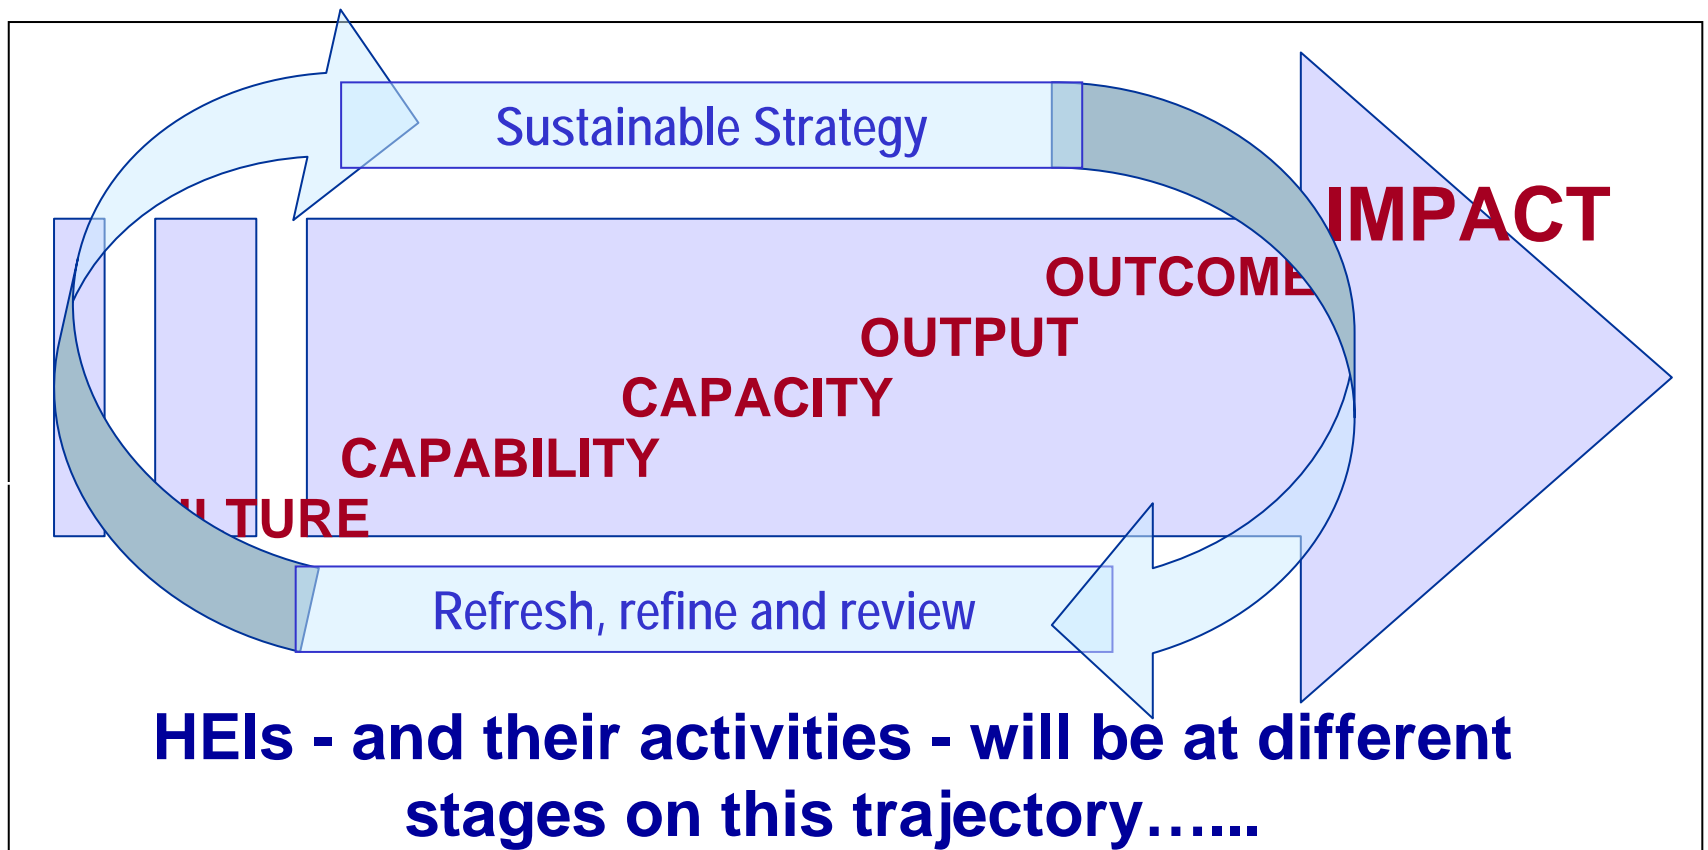 Sustainable Strategy
IMPACT
OUTCOME
OUTPUT
CAPACITY
CAPABILITY
ULTURE
Refresh, refine and review
HEIs - and their activities - will be at different
stages on this trajectory…...